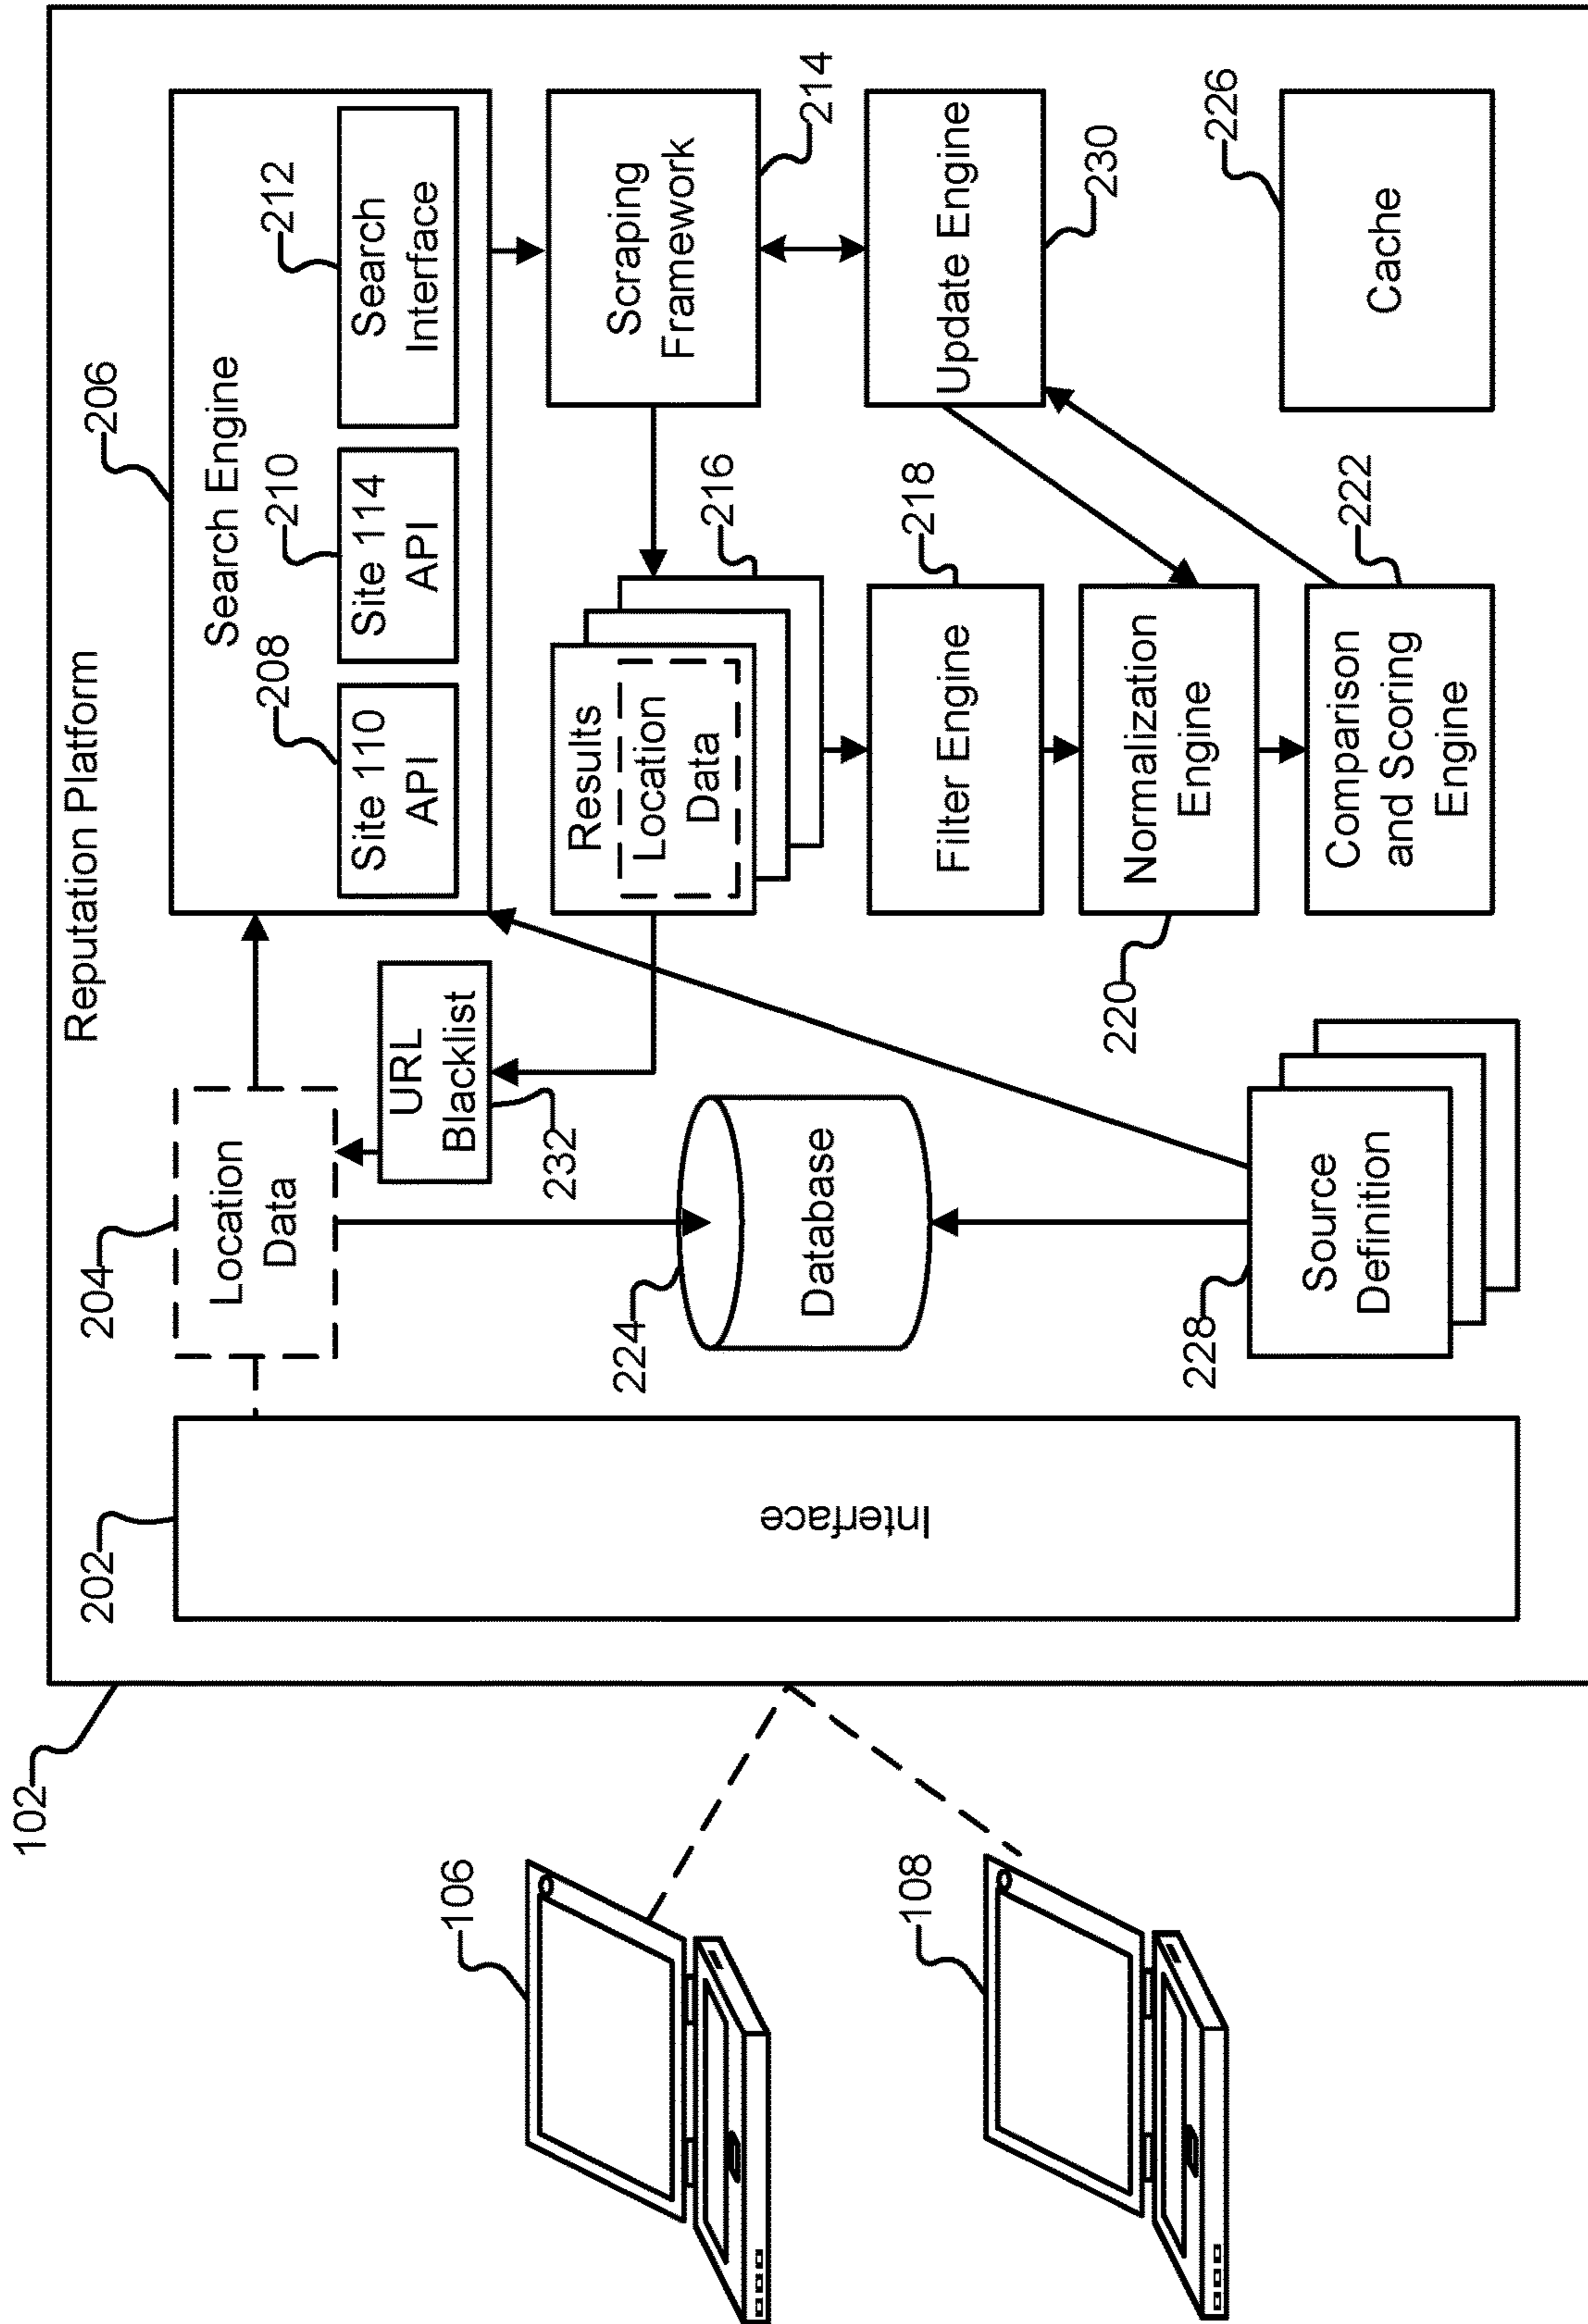 102
Reputation Platform
202
Interface
204
Location
Data
206
Search Engine
208
Site 110
API
210
Site 114
API
212
Search
Interface
URL
Blacklist
232
Results
Location
Data
216
Scraping
Framework
214
106
224
Database
Filter Engine
218
Update Engine
230
220
Normalization
Engine
108
228
Source
Definition
Comparison
and Scoring
Engine
222
Cache
226